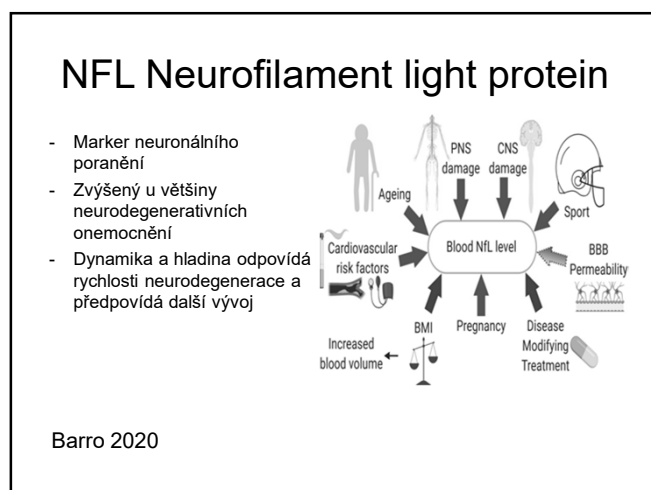 NFL Neurofilament light protein
- Marker neuronálního
poranění
- Zvýšený u většiny
neurodegenerativních
onemocnění
- Dynamika a hladina odpovídá
rychlosti neurodegenerace a
předpovídá další vývoj
PNS
damage
CNS
damage
Ageing
Sport
Cardiovascular
risk factors
Blood NfL level
BBB
Permeability
BMI
Pregnancy
Disease
Modifying
Treatment
Increased
blood volume
Barro 2020